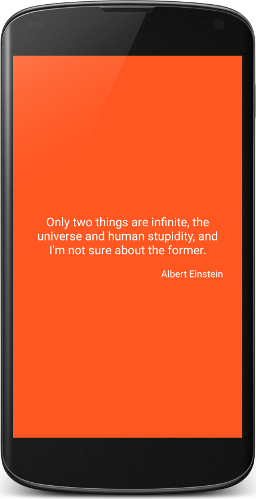 Only two things are infinite, the
universe and human stupidity, and
I'm not sure about the former.
Albert Einstein